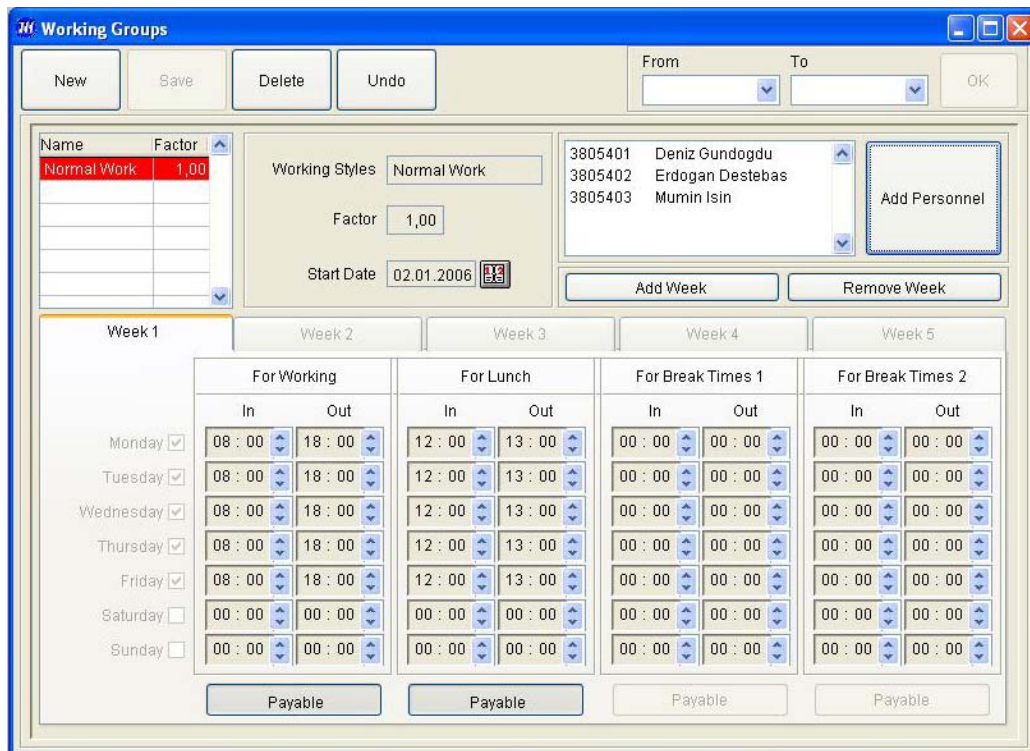 Working Groups
New Save Delete Undo
From To
OK
Name Factor
Normal Work 1,00
Working Styles Normal Work
Factor 1,00
Start Date 02.01.2006
3805401 Deniz Gundogdu
3805402 Erdogan Destebas
3805403 Mumin Isin
Add Personnel
Add Week Remove Week
Week 1 Week 2 Week 3 Week 4 Week 5
For Working For Lunch For Break Times 1 For Break Times 2
In Out In Out In Out In Out
Monday 08 : 00 18 : 00 12 : 00 13 : 00 00 : 00 00 : 00 00 : 00 00 : 00
Tuesday 08 : 00 18 : 00 12 : 00 13 : 00 00 : 00 00 : 00 00 : 00 00 : 00
Wednesday 08 : 00 18 : 00 12 : 00 13 : 00 00 : 00 00 : 00 00 : 00 00 : 00
Thursday 08 : 00 18 : 00 12 : 00 13 : 00 00 : 00 00 : 00 00 : 00 00 : 00
Friday 08 : 00 18 : 00 12 : 00 13 : 00 00 : 00 00 : 00 00 : 00 00 : 00
Saturday 00 : 00 00 : 00 00 : 00 00 : 00 00 : 00 00 : 00 00 : 00 00 : 00
Sunday 00 : 00 00 : 00 00 : 00 00 : 00 00 : 00 00 : 00 00 : 00 00 : 00
Payable Payable Payable Payable